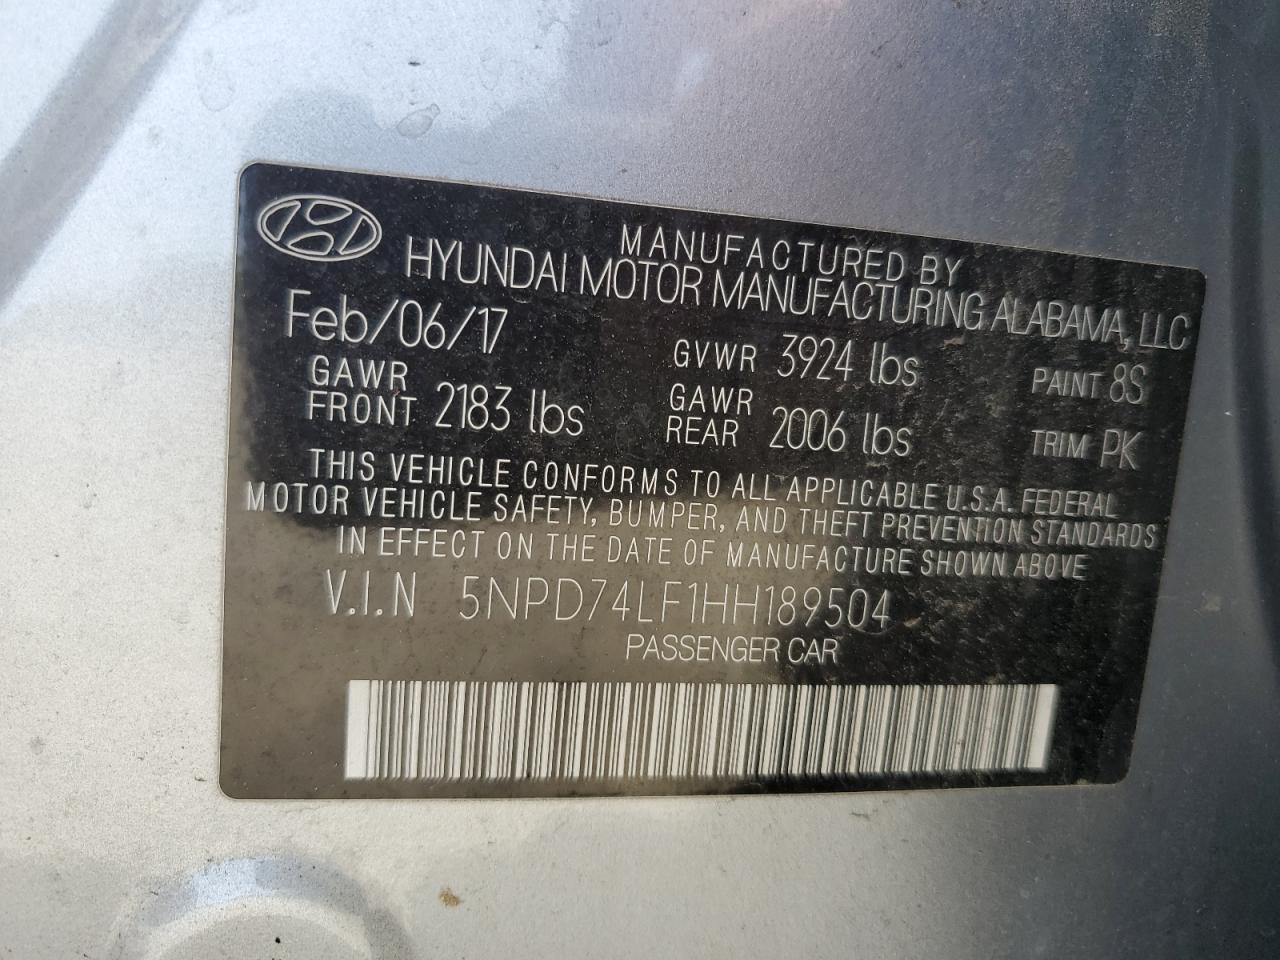 MANUFACTURED BY
HYUNDAI MOTOR MANUFACTURING ALABAMA, LLC
Feb/06/17 GVWR 3924 lbs PAINT 8S
GAWR FRONT 2183 lbs GAWR REAR 2006 lbs TRIM PK
THIS VEHICLE CONFORMS TO ALL APPLICABLE U.S.A. FEDERAL
MOTOR VEHICLE SAFETY, BUMPER, AND THEFT PREVENTION STANDARDS
IN EFFECT ON THE DATE OF MANUFACTURE SHOWN ABOVE
V.I.N 5NPD74LF1HH189504
PASSENGER CAR